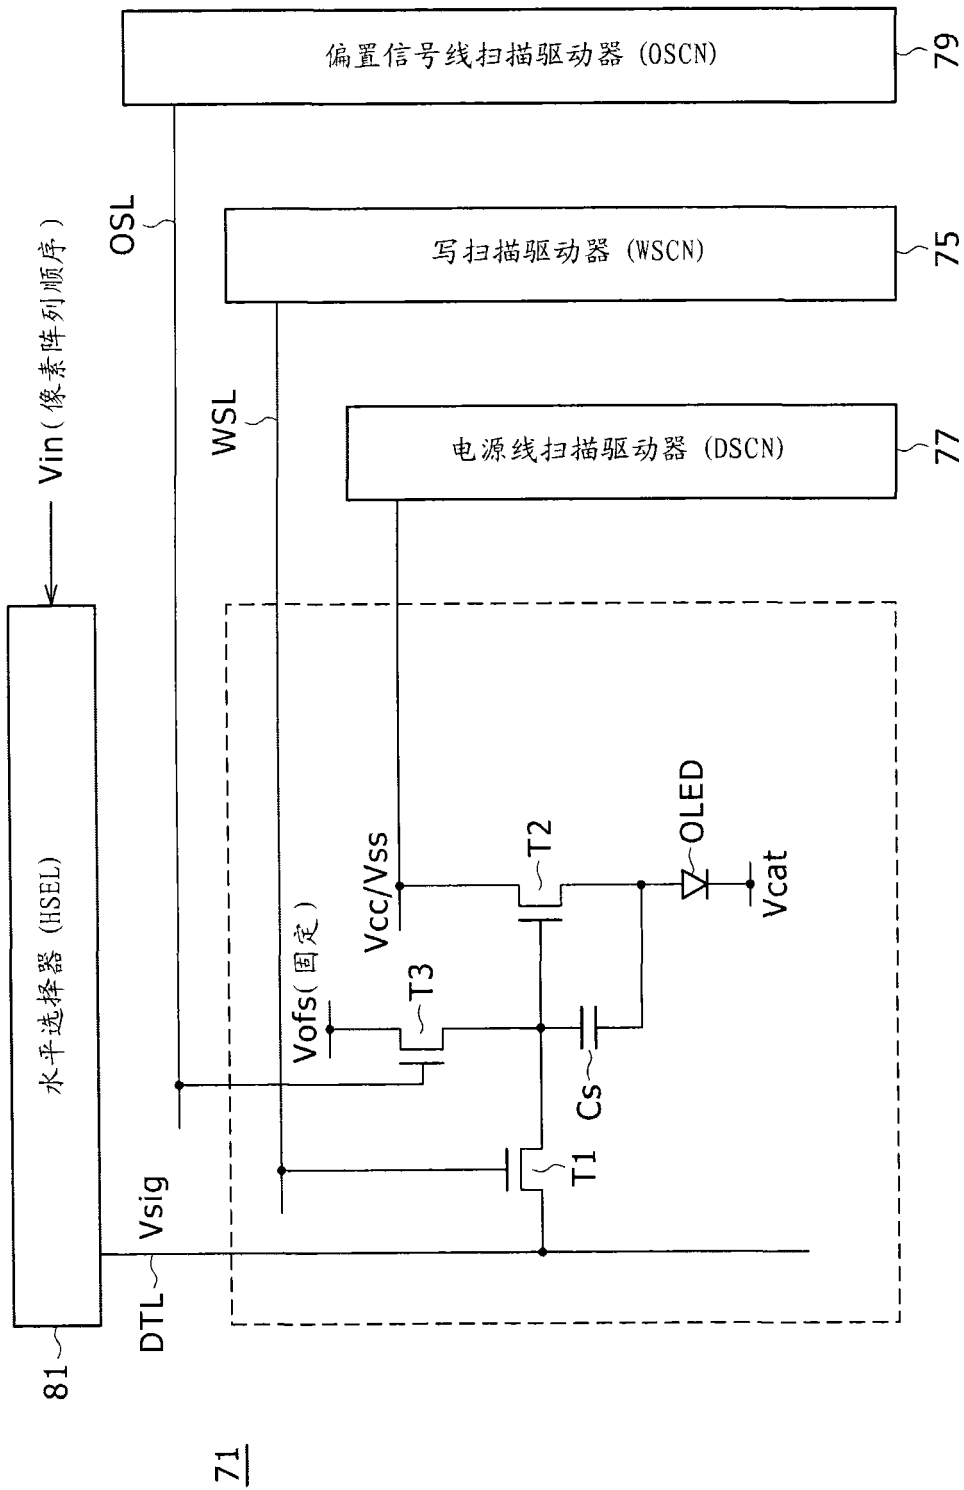 71
81
水平选择器 (HSEL)
Vin(像素阵列顺序)
DTL
Vsig
OSL
WSL
Vofs(固定)
Vcc/Vss
T3
T2
T1
Cs
OLED
Vcat
电源线扫描驱动器 (DSCN)
77
写扫描驱动器 (WSCN)
75
偏置信号线扫描驱动器 (OSCN)
79